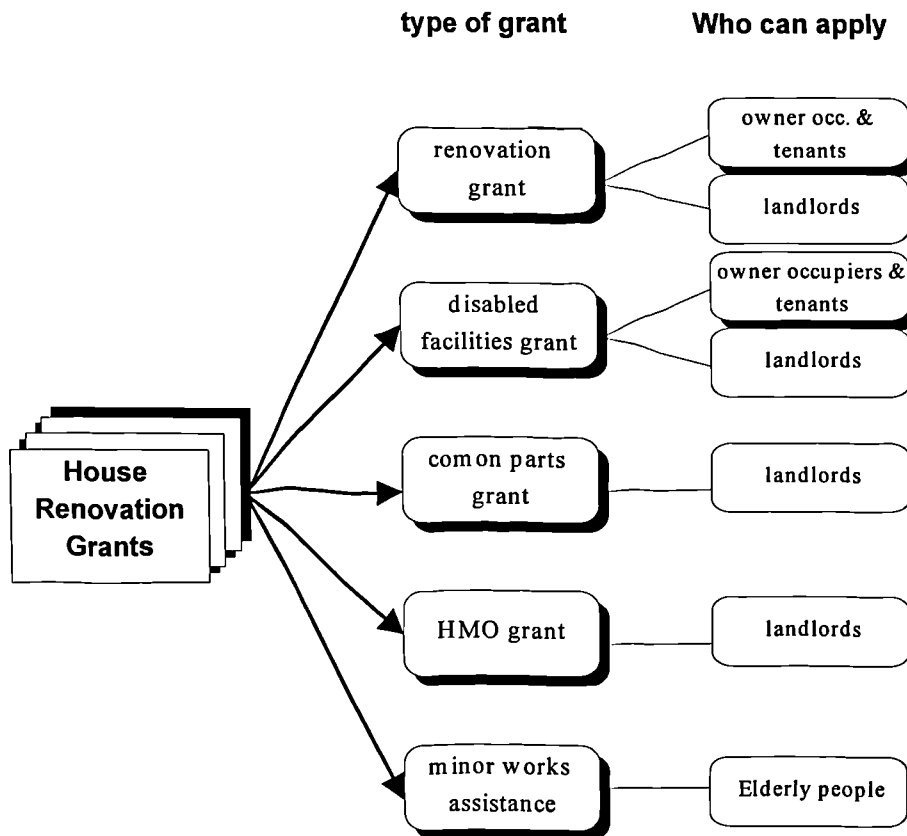 type of grant
Who can apply
renovation
grant
owner occ. &
tenants
landlords
disabled
facilities grant
owner occupiers &
tenants
landlords
House
Renovation
Grants
comon parts
grant
landlords
HMO grant
landlords
minor works
assistance
Elderly people